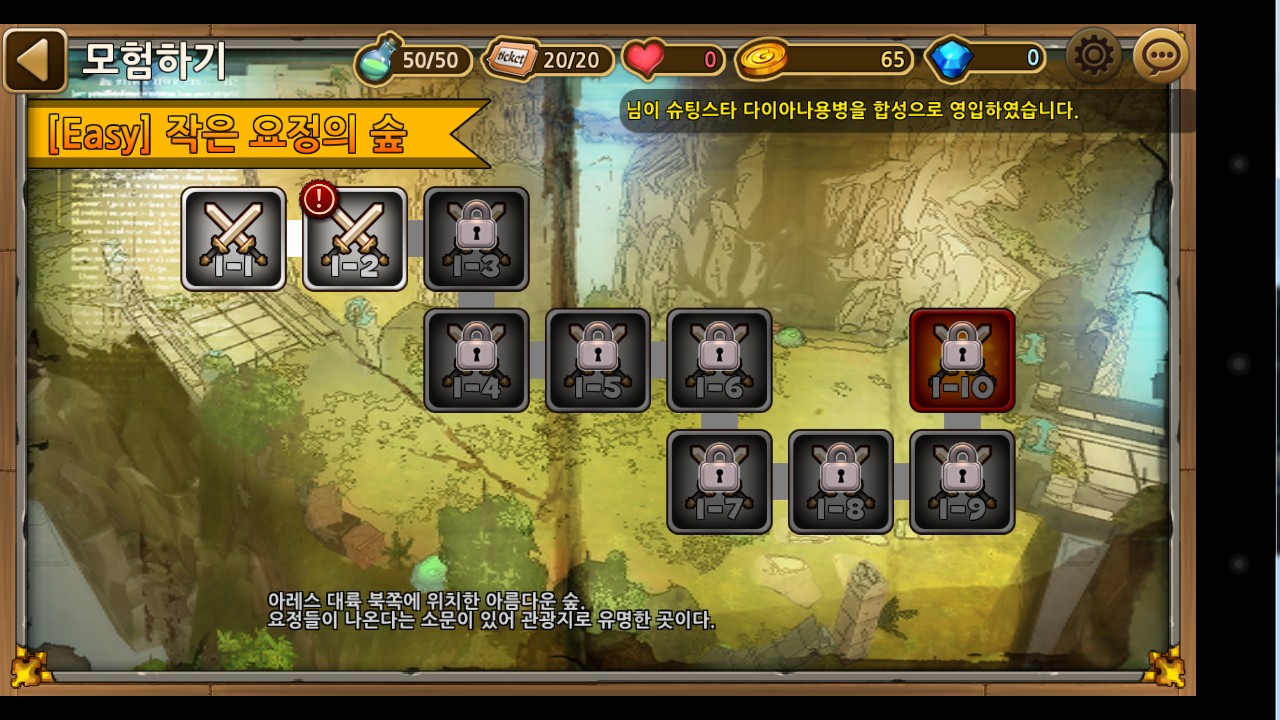 모험하기
50/50
ticket
20/20
0
65
0
님이 슈팅스타 다이아나용병을 합성으로 영입하였습니다.
[Easy] 작은 요정의 숲
!
1-1
1-2
1-3
1-4
1-5
1-6
1-10
1-7
1-8
1-9
아레스 대륙 북쪽에 위치한 아름다운 숲.
요정들이 나온다는 소문이 있어 관광지로 유명한 곳이다.